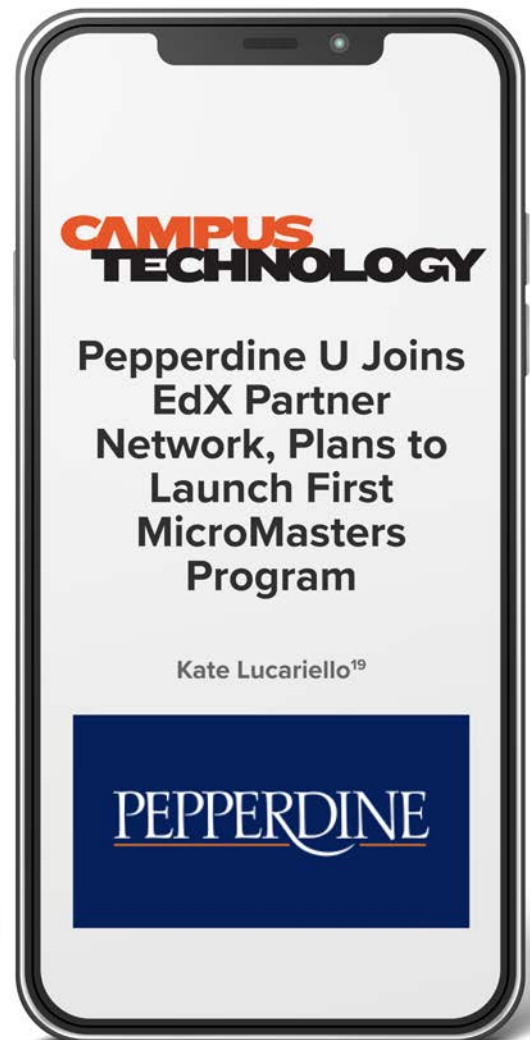 CAMPUS
TECHNOLOGY
Pepperdine U Joins
EdX Partner
Network, Plans to
Launch First
MicroMasters
Program
Kate Lucariello¹⁹
PEPPERDINE